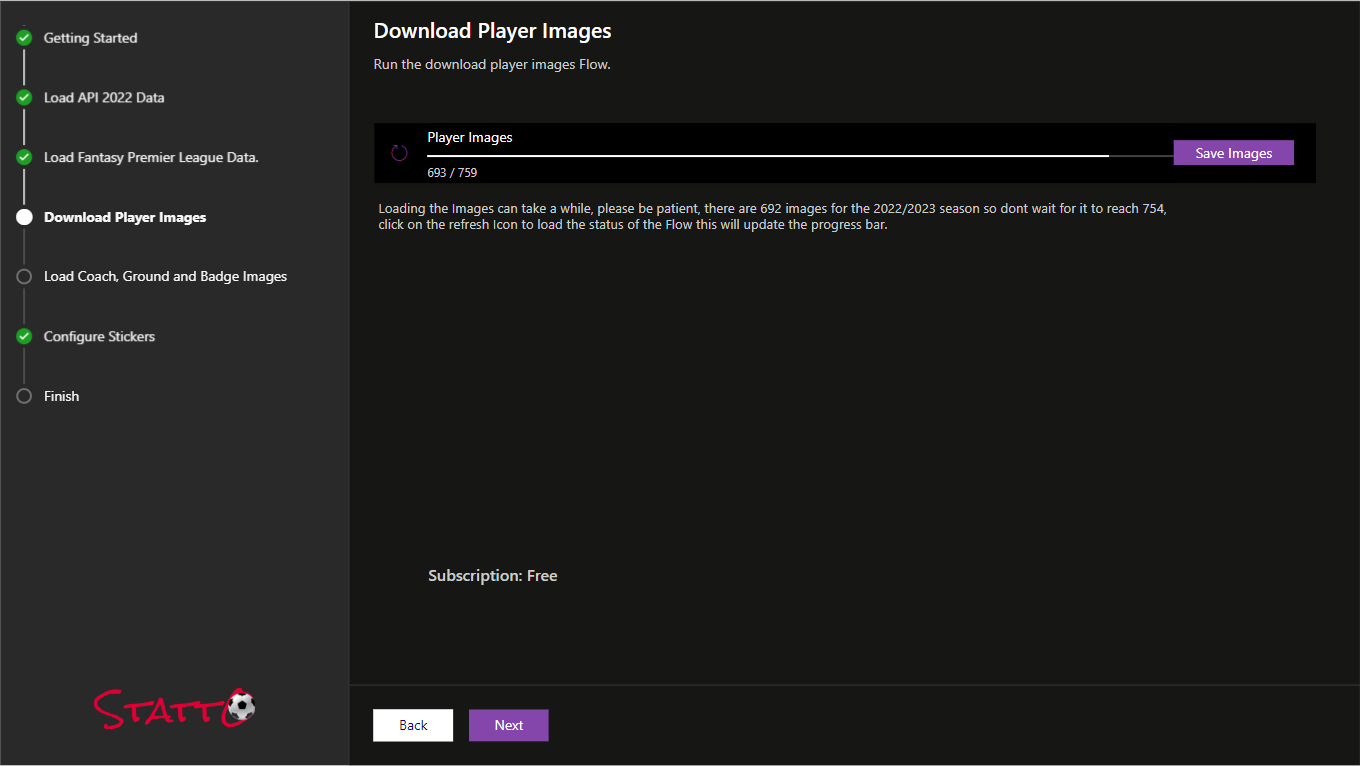 Getting Started
Load API 2022 Data
Load Fantasy Premier League Data.
Download Player Images
Load Coach, Ground and Badge Images
Configure Stickers
Finish
STATTO
Download Player Images
Run the download player images Flow.
Player Images
693 / 759
Save Images
Loading the Images can take a while, please be patient, there are 692 images for the 2022/2023 season so dont wait for it to reach 754,
click on the refresh Icon to load the status of the Flow this will update the progress bar.
Subscription: Free
Back
Next